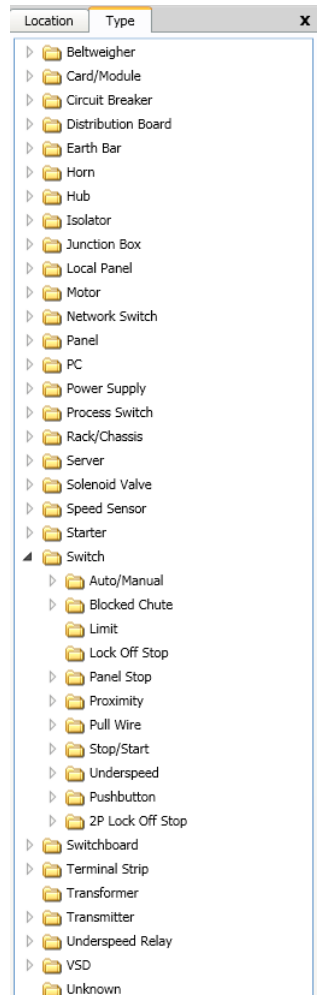 Location Type X
Beltweigher
Card/Module
Circuit Breaker
Distribution Board
Earth Bar
Horn
Hub
Isolator
Junction Box
Local Panel
Motor
Network Switch
Panel
PC
Power Supply
Process Switch
Rack/Chassis
Server
Solenoid Valve
Speed Sensor
Starter
Switch
Auto/Manual
Blocked Chute
Limit
Lock Off Stop
Panel Stop
Proximity
Pull Wire
Stop/Start
Underspeed
Pushbutton
2P Lock Off Stop
Switchboard
Terminal Strip
Transformer
Transmitter
Underspeed Relay
VSD
Unknown